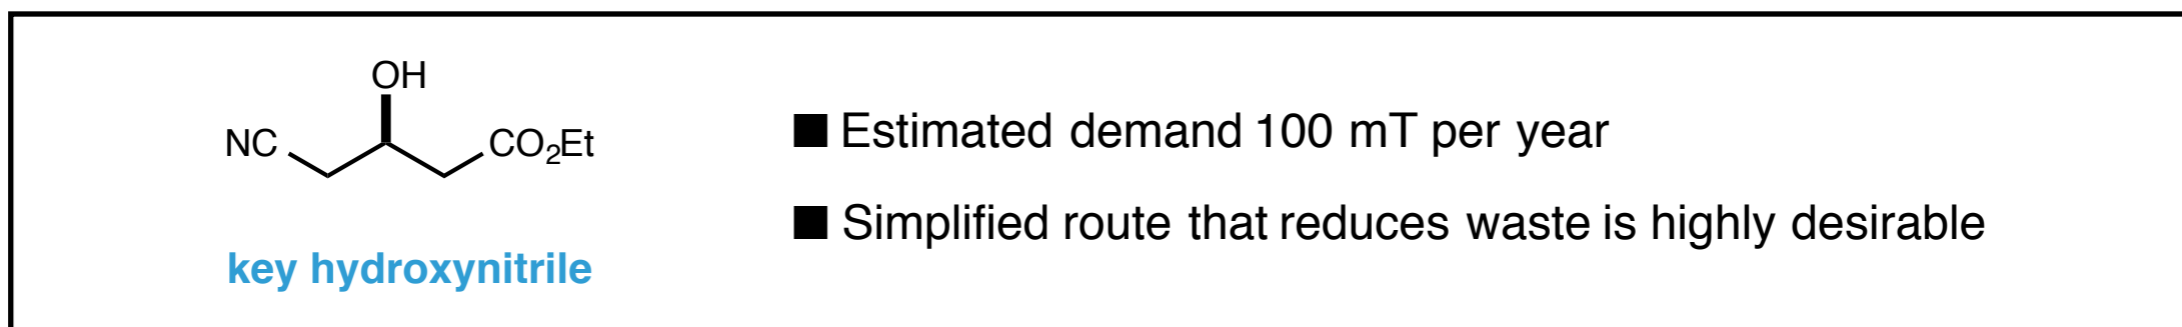 OH
NC
CO₂Et
key hydroxynitrile
■ Estimated demand 100 mT per year
■ Simplified route that reduces waste is highly desirable